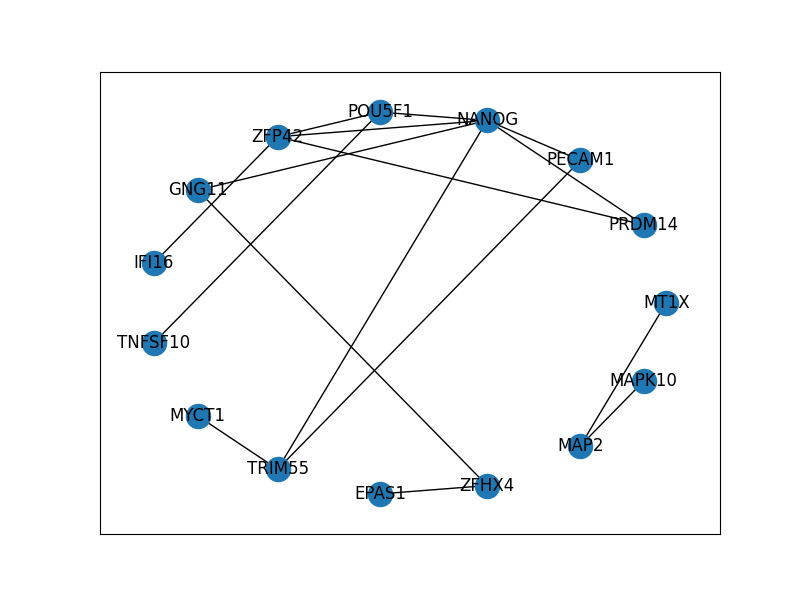 POU5F1
NANOG
ZFP42
PECAM1
GNG11
PRDM14
IFI16
MT1X
TNFSF10
MAPK10
MYCT1
MAP2
TRIM55
ZFHX4
EPAS1